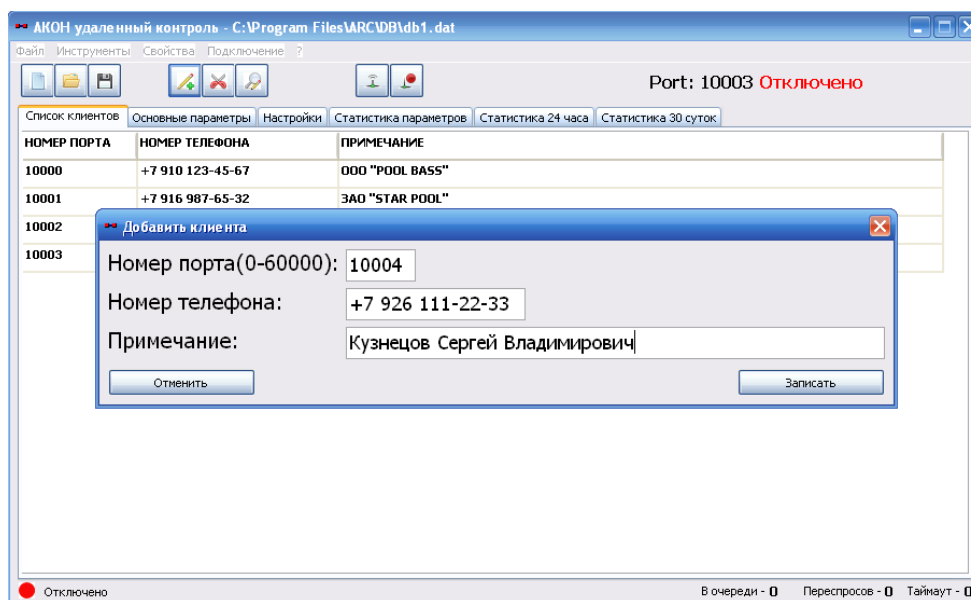 АКОН удаленный контроль - C:\Program Files\ARC\DB\db1.dat
Файл Инструменты Свойства Подключение ?
Port: 10003 Отключено
Список клиентов Основные параметры Настройки Статистика параметров Статистика 24 часа Статистика 30 суток
НОМЕР ПОРТА НОМЕР ТЕЛЕФОНА ПРИМЕЧАНИЕ
10000 +7 910 123-45-67 ООО "POOL BASS"
10001 +7 916 987-65-32 ЗАО "STAR POOL"
10002
10003
Добавить клиента
Номер порта(0-60000): 10004
Номер телефона: +7 926 111-22-33
Примечание: Кузнецов Сергей Владимирович
Отменить Записать
Отключено В очереди - 0 Переспросов - 0 Таймаут - 0